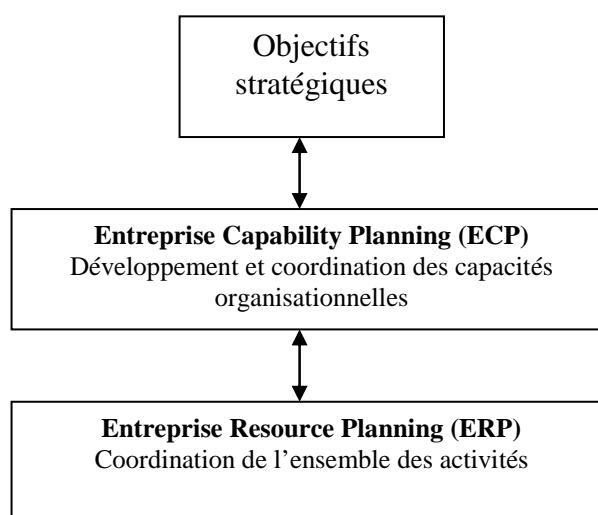 Objectifs
stratégiques
Entreprise Capability Planning (ECP)
Développement et coordination des capacités
organisationnelles
Entreprise Resource Planning (ERP)
Coordination de l’ensemble des activités